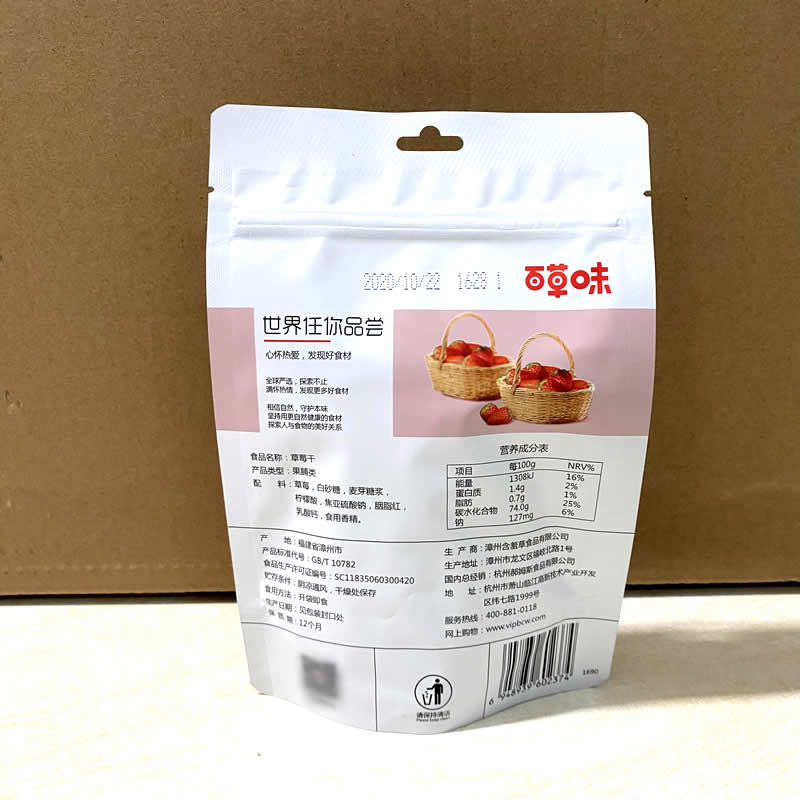 2020/10/22 1628 1
百草味
世界任你品尝
心怀热爱，发现好食材
全球严选，探索不止
满怀热情，发现更多好食材
相信自然，守护本味
坚持用更自然健康的食材
探索人与食物的美好关系
食品名称：草莓干
产品类型：果脯类
配 料：草莓，白砂糖，麦芽糖浆，
柠檬酸，焦亚硫酸钠，胭脂红，
乳酸钙，食用香精。
营养成分表
项目 每100g NRV%
能量 1308kJ 16%
蛋白质 1.4g 2%
脂肪 0.7g 1%
碳水化合物 74.0g 25%
钠 127mg 6%
产 地：福建省漳州市
产品标准代号：GB/T 10782
食品生产许可证编号：SC11835060300420
贮存条件：阴凉通风，干燥处保存
食用方法：开袋即食
生产日期：见包装封口处
保 质 期：12个月
生 产 商：漳州含羞草食品有限公司
生产地址：漳州市龙文区福岐北路1号
国内总经销：杭州郝姆斯食品有限公司
地 址：杭州市萧山临江高新技术产业开发
区纬七路1999号
服务热线：400-881-0118
网上购物：www.vipbcw.com
请保持清洁
Please keep clean
6 948939 602374
1690